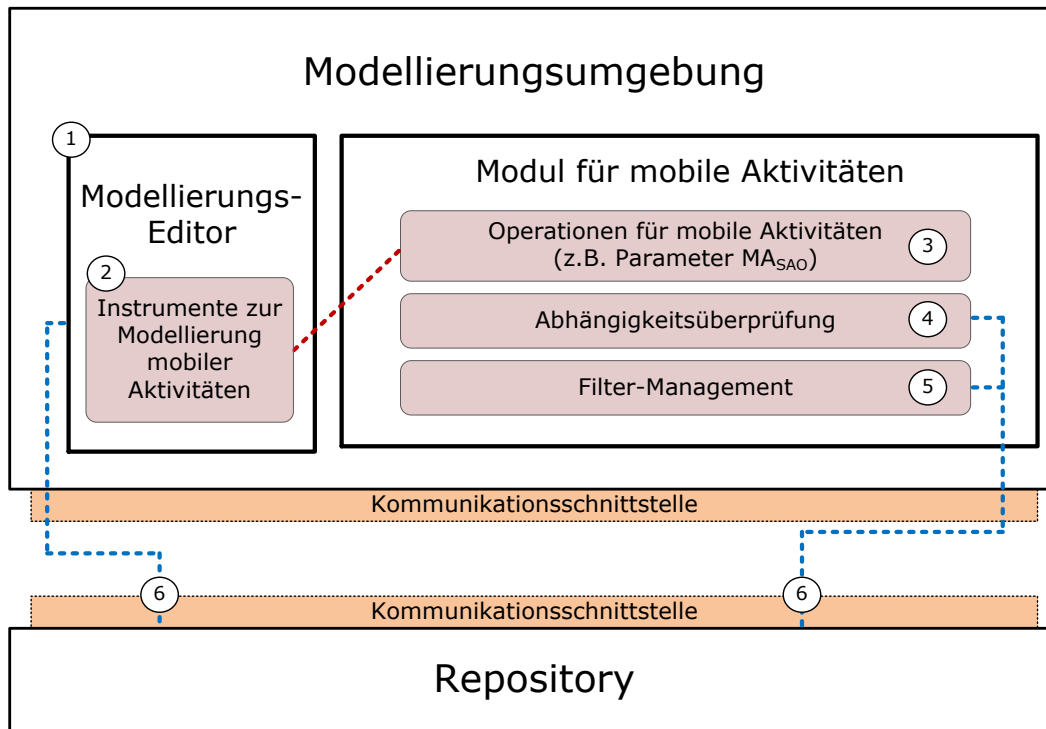 Modellierungsumgebung
1
Modellierungs-
Editor
2
Instrumente zur
Modellierung
mobiler
Aktivitäten
Modul für mobile Aktivitäten
Operationen für mobile Aktivitäten
(z.B. Parameter MASAO)
3
Abhängigkeitsüberprüfung
4
Filter-Management
5
Kommunikationsschnittstelle
6
6
Kommunikationsschnittstelle
Repository